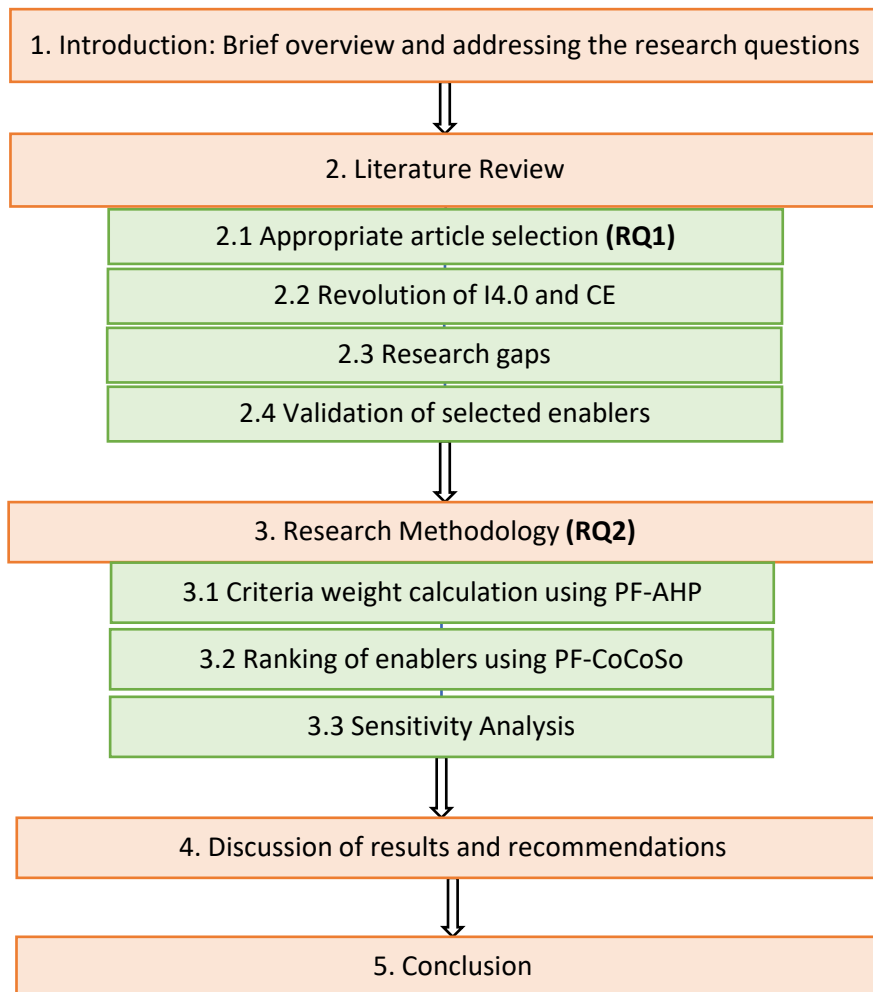 1. Introduction: Brief overview and addressing the research questions
2. Literature Review
2.1 Appropriate article selection (RQ1)
2.2 Revolution of I4.0 and CE
2.3 Research gaps
2.4 Validation of selected enablers
3. Research Methodology (RQ2)
3.1 Criteria weight calculation using PF-AHP
3.2 Ranking of enablers using PF-CoCoSo
3.3 Sensitivity Analysis
4. Discussion of results and recommendations
5. Conclusion